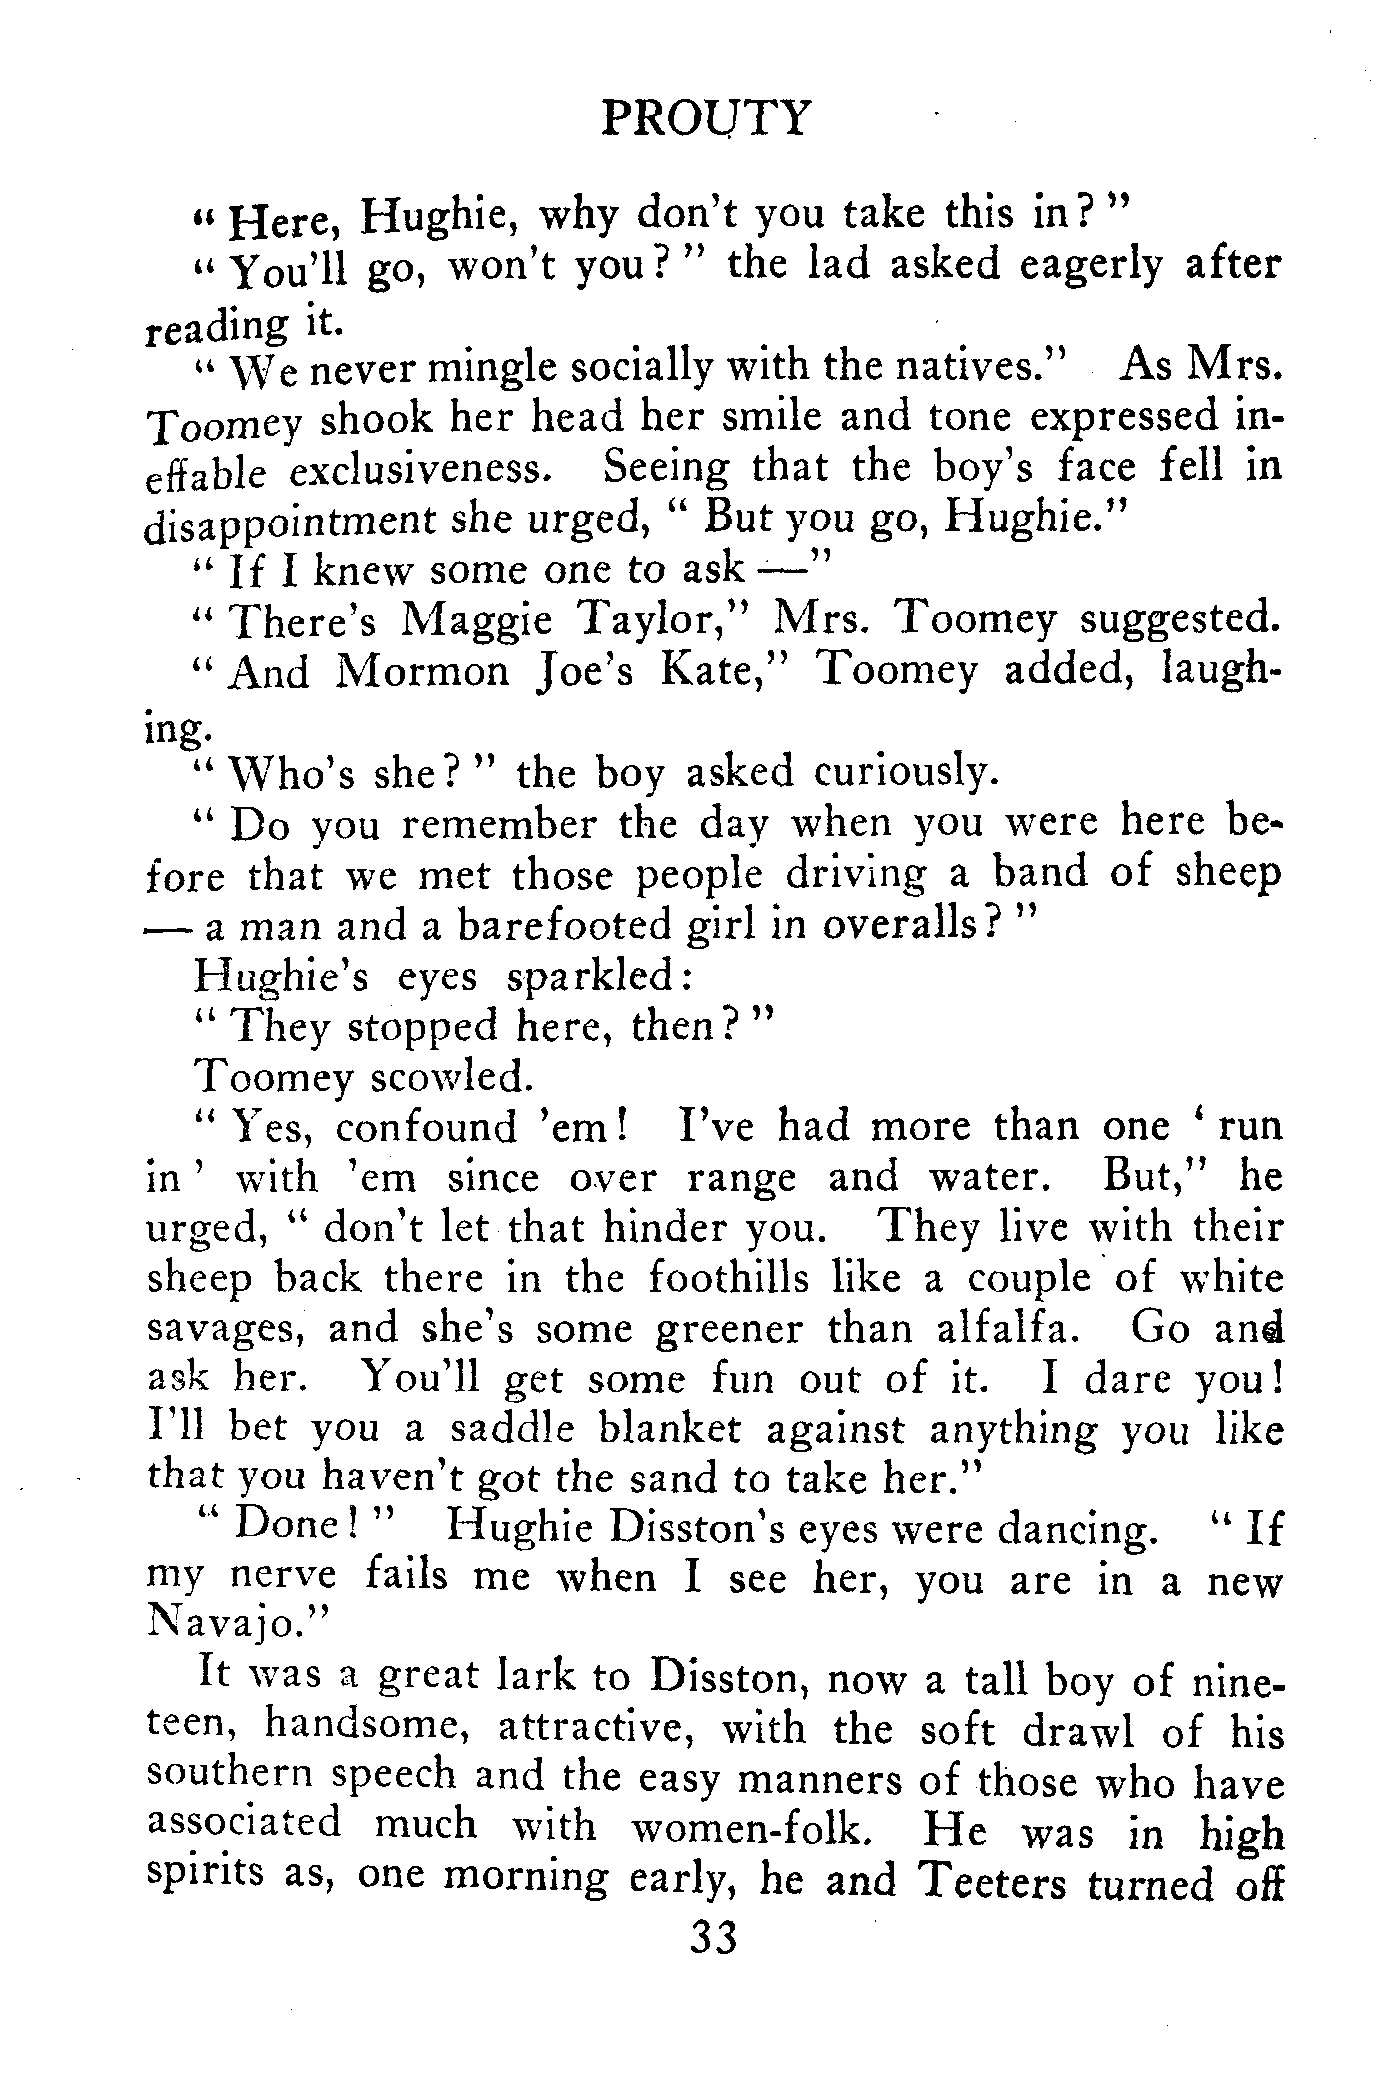 PROUTY
" Here, Hughie, why don't you take this in? "
" You'll go, won't you? " the lad asked eagerly after
reading it.
" We never mingle socially with the natives." As Mrs.
Toomey shook her head her smile and tone expressed in-
effable exclusiveness. Seeing that the boy's face fell in
disappointment she urged, " But you go, Hughie."
" If I knew some one to ask —"
" There's Maggie Taylor," Mrs. Toomey suggested.
" And Mormon Joe's Kate," Toomey added, laugh-
ing.
" Who's she? " the boy asked curiously.
" Do you remember the day when you were here be-
fore that we met those people driving a band of sheep
— a man and a barefooted girl in overalls? "
Hughie's eyes sparkled:
" They stopped here, then? "
Toomey scowled.
" Yes, confound 'em! I've had more than one ' run
in ' with 'em since over range and water. But," he
urged, " don't let that hinder you. They live with their
sheep back there in the foothills like a couple of white
savages, and she's some greener than alfalfa. Go and
ask her. You'll get some fun out of it. I dare you!
I'll bet you a saddle blanket against anything you like
that you haven't got the sand to take her."
" Done! " Hughie Disston's eyes were dancing. " If
my nerve fails me when I see her, you are in a new
Navajo."
It was a great lark to Disston, now a tall boy of nine-
teen, handsome, attractive, with the soft drawl of his
southern speech and the easy manners of those who have
associated much with women-folk. He was in high
spirits as, one morning early, he and Teeters turned off
33